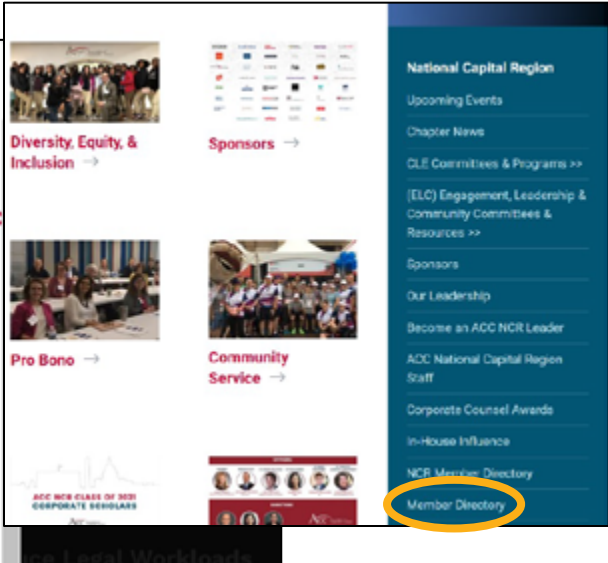 Diversity, Equity, &
Inclusion →
Sponsors →
Pro Bono →
Community
Service →
ACC NCR CLASS OF 2021
CORPORATE SCHOLARS
National Capital Region
Upcoming Events
Chapter News
CLE Committees & Programs >>
(ELC) Engagement, Leadership &
Community Committees &
Resources >>
Sponsors
Our Leadership
Become an ACC NCR Leader
ACC National Capital Region
Staff
Corporate Counsel Awards
In-House Influence
NCR Member Directory
Member Directory
Legal Workloads